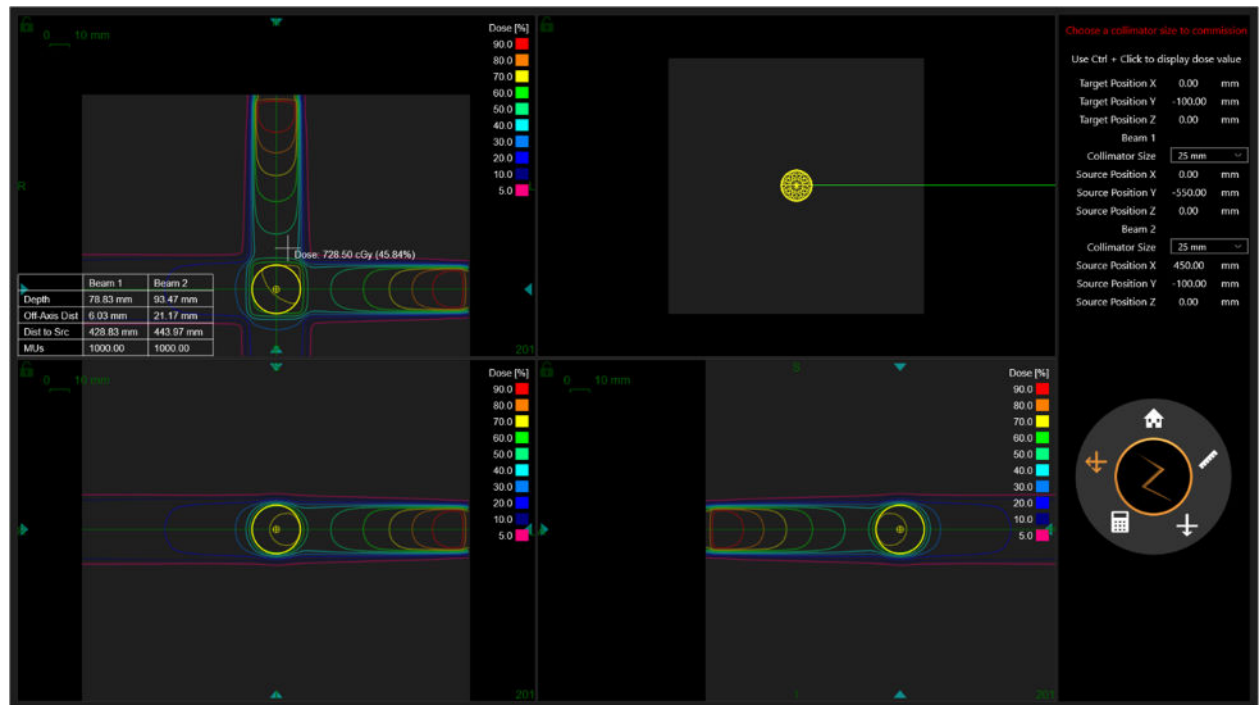 0 10 mm
Dose [%]
90.0
80.0
70.0
60.0
50.0
40.0
30.0
20.0
10.0
5.0
R
Dose: 728.50 cGy (45.84%)
Beam 1 Beam 2
Depth 78.83 mm 93.47 mm
Off-Axis Dist 6.03 mm 21.17 mm
Dist to Src 428.83 mm 443.97 mm
MUs 1000.00 1000.00
201
Choose a collimator size to commission
Use Ctrl + Click to display dose value
Target Position X 0.00 mm
Target Position Y -100.00 mm
Target Position Z 0.00 mm
Beam 1
Collimator Size 25 mm
Source Position X 0.00 mm
Source Position Y -550.00 mm
Source Position Z 0.00 mm
Beam 2
Collimator Size 25 mm
Source Position X 450.00 mm
Source Position Y -100.00 mm
Source Position Z 0.00 mm
0 10 mm
Dose [%]
90.0
80.0
70.0
60.0
50.0
40.0
30.0
20.0
10.0
5.0
201
0 10 mm
S
Dose [%]
90.0
80.0
70.0
60.0
50.0
40.0
30.0
20.0
10.0
5.0
I
201